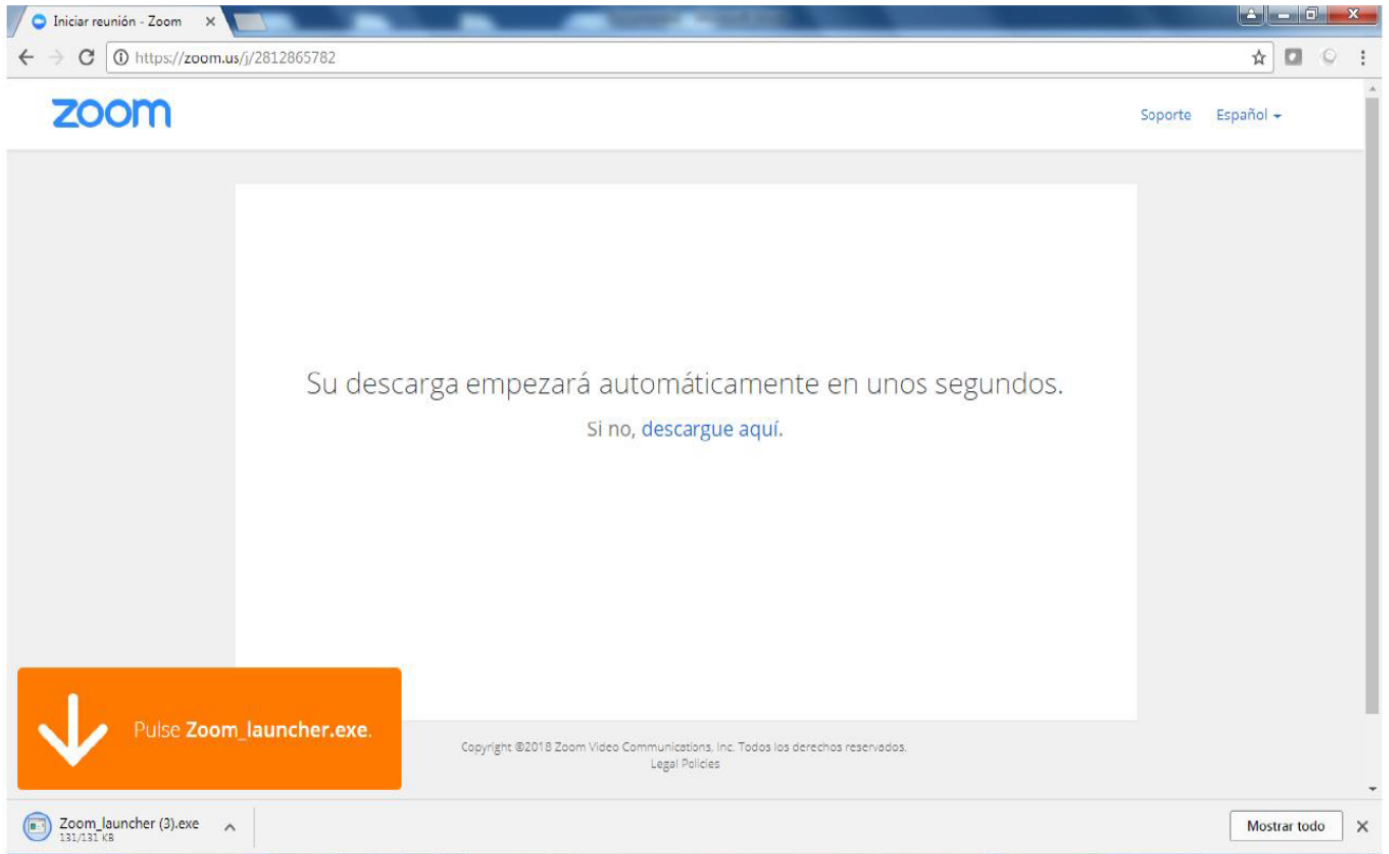 Iniciar reunión - Zoom
https://zoom.us/j/2812865782
zoom
Soporte Español
Su descarga empezará automáticamente en unos segundos.
Si no, descargue aquí.
Pulse Zoom_launcher.exe.
Copyright ©2018 Zoom Video Communications, Inc. Todos los derechos reservados.
Legal Policies
Zoom_launcher (3).exe
131/131 KB
Mostrar todo